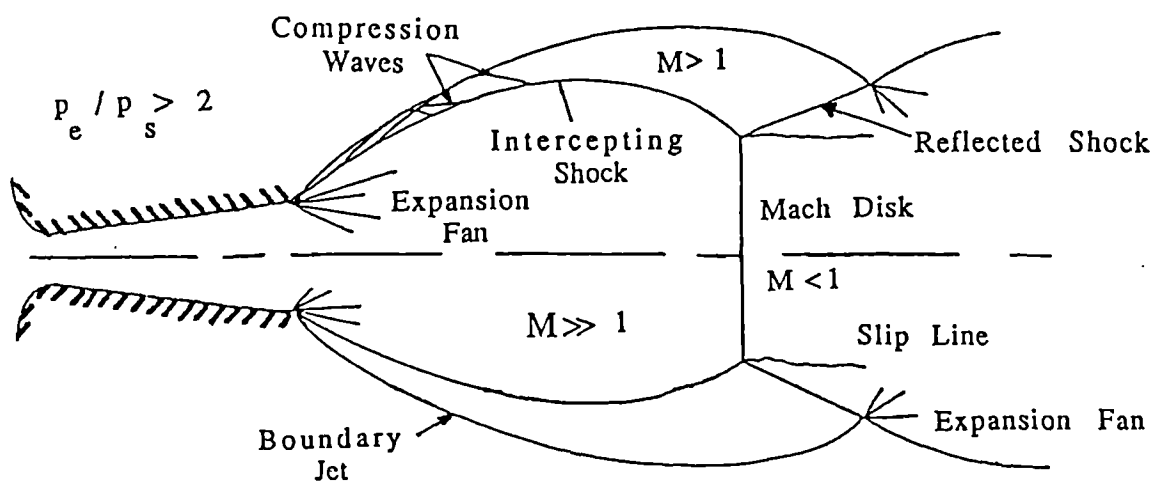 Compression
Waves
M> 1
p_e / p_s > 2
Intercepting
Shock
Reflected Shock
Expansion
Fan
Mach Disk
M <1
M≫ 1
Slip Line
Boundary
Jet
Expansion Fan